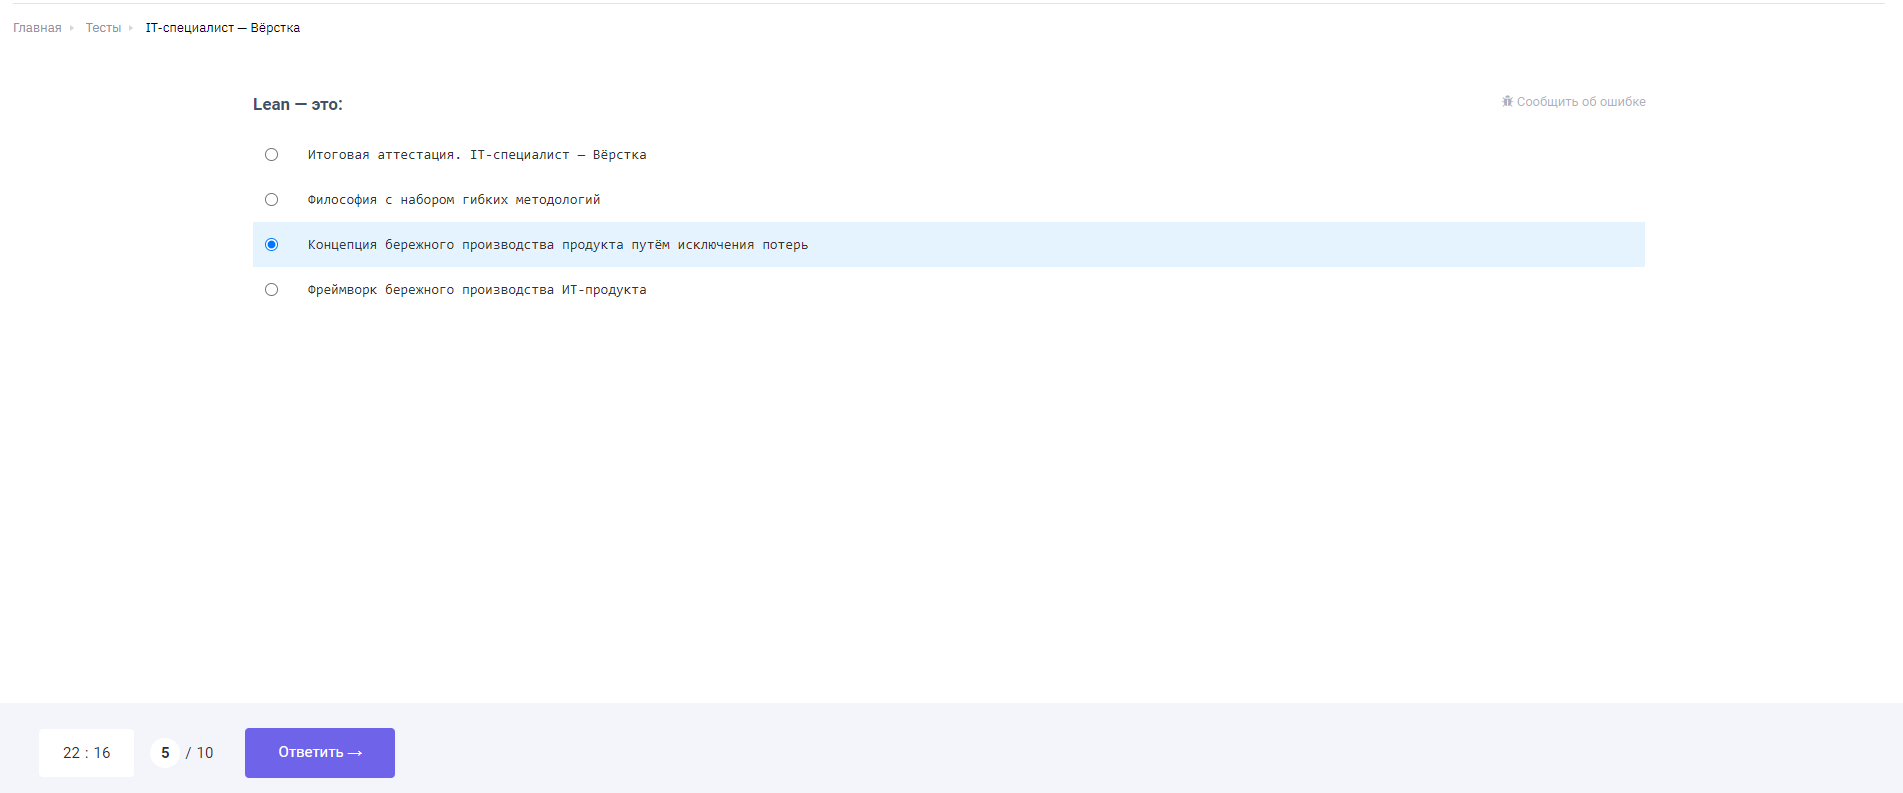 Главная Тесты IT-специалист — Вёрстка
Lean — это:
Сообщить об ошибке
Итоговая аттестация. IT-специалист — Вёрстка
Философия с набором гибких методологий
Концепция бережного производства продукта путём исключения потерь
Фреймворк бережного производства ИТ-продукта
22 : 16 5 / 10 Ответить →